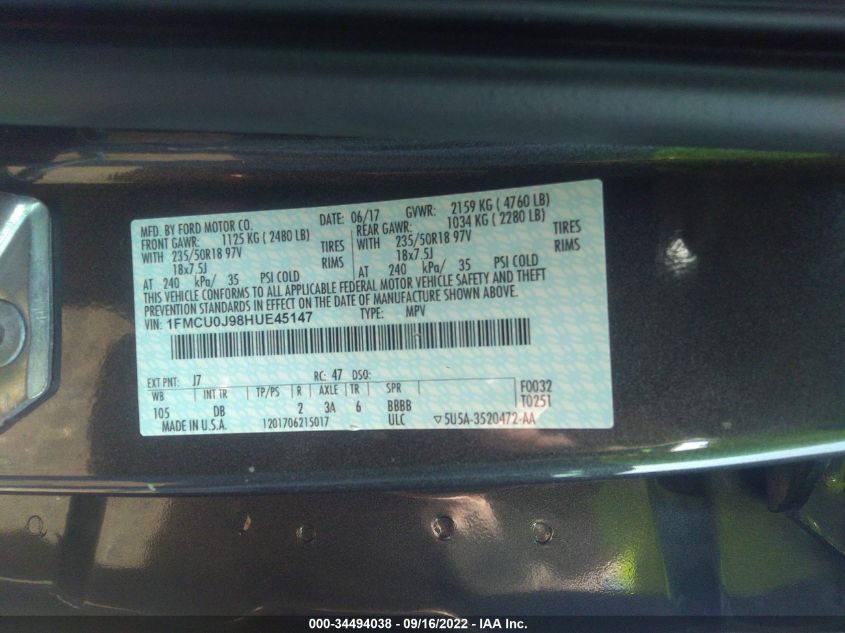 MFD. BY FORD MOTOR CO. DATE: 06/17 GVWR: 2159 KG ( 4760 LB)
FRONT GAWR: 1125 KG ( 2480 LB) REAR GAWR: 1034 KG ( 2280 LB)
WITH 235/50R18 97V TIRES WITH 235/50R18 97V TIRES
18x7.5J RIMS 18x7.5J RIMS
AT 240 kPa/ 35 PSI COLD AT 240 kPa/ 35 PSI COLD
THIS VEHICLE CONFORMS TO ALL APPLICABLE FEDERAL MOTOR VEHICLE SAFETY AND THEFT
PREVENTION STANDARDS IN EFFECT ON THE DATE OF MANUFACTURE SHOWN ABOVE.
VIN: 1FMCU0J98HUE45147 TYPE: MPV
EXT PNT: J7 RC: 47 DSO: F0032
WB INT TR TP/PS R AXLE TR SPR T0251
105 DB 2 3A 6 BBBB
MADE IN U.S.A. 1201706215017 ULC ▽5U5A-3520472-AA
000-34494038 - 09/16/2022 - IAA Inc.